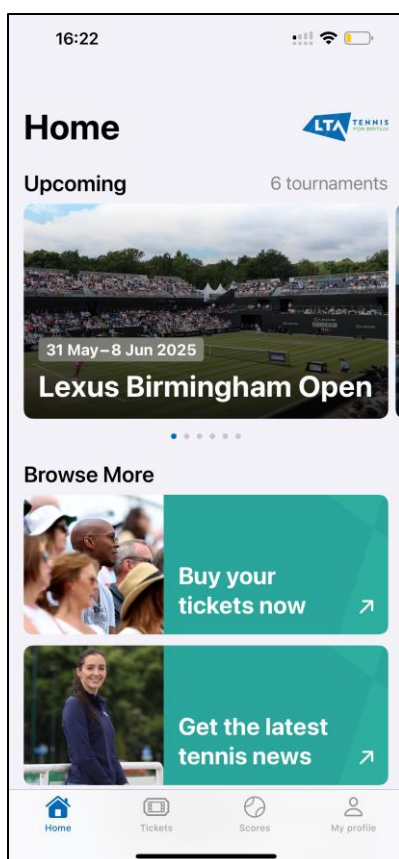 16:22
Home
LTA TENNIS
FOR BRITAIN
Upcoming
6 tournaments
31 May–8 Jun 2025
Lexus Birmingham Open
Browse More
Buy your
tickets now
Get the latest
tennis news
Home
Tickets
Scores
My profile